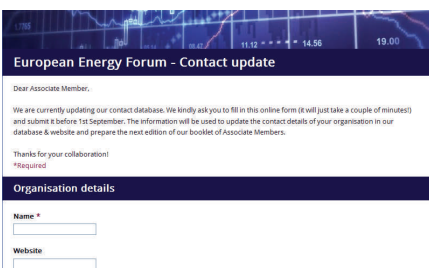 11.12
14.56
19.00
European Energy Forum - Contact update
Dear Associate Member,
We are currently updating our contact database. We kindly ask you to fill in this online form (it will just take a couple of minutes!)
and submit it before 1st September. The information will be used to update the contact details of your organisation in our
database & website and prepare the next edition of our booklet of Associate Members.
Thanks for your collaboration!
*Required
Organisation details
Name *
Website